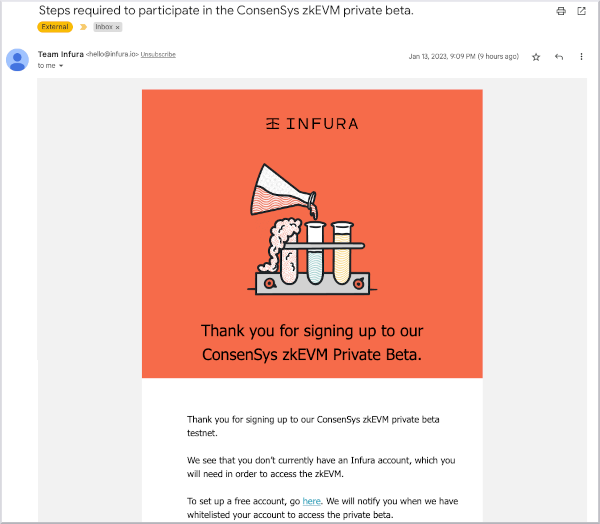 Steps required to participate in the ConsenSys zkEVM private beta.
External
Inbox ×
Team Infura <hello@infura.io> Unsubscribe
Jan 13, 2023, 9:09 PM (9 hours ago)
to me
INFURA
Thank you for signing up to our
ConsenSys zkEVM Private Beta.
Thank you for signing up to our ConsenSys zkEVM private beta
testnet.
We see that you don't currently have an Infura account, which you
will need in order to access the zkEVM.
To set up a free account, go here. We will notify you when we have
whitelisted your account to access the private beta.